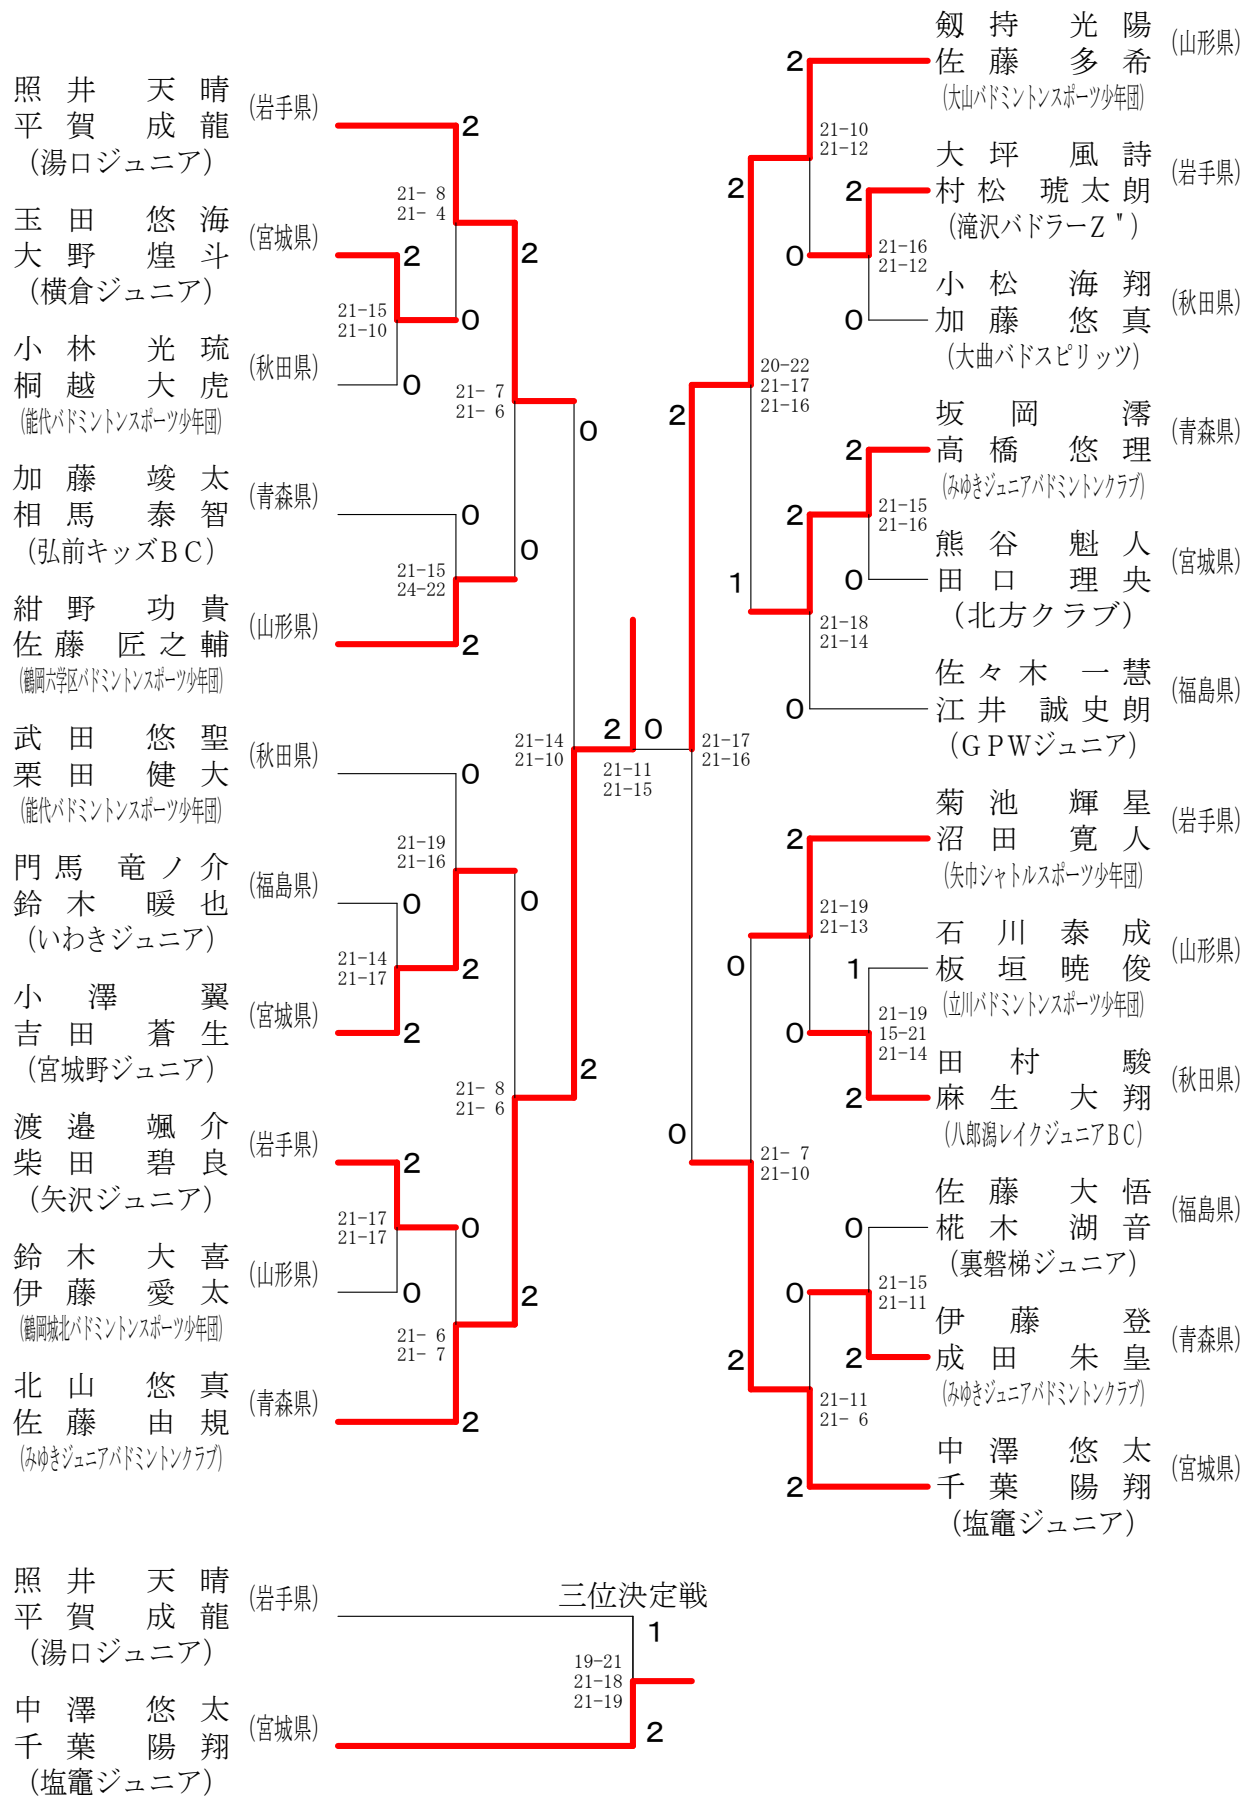 照井 天晴
平賀 成龍
(岩手県)
(湯口ジュニア)
2
21- 8
21- 4
玉田 悠海
大野 煌斗
(宮城県)
(横倉ジュニア)
2
2
21-15
21-10
0
小林 光琉
桐越 大虎
(秋田県)
(能代バドミントンスポーツ少年団)
0
21- 7
21- 6
0
加藤 竣太
相馬 泰智
(青森県)
(弘前キッズBC)
0
0
21-15
24-22
紺野 功貴
佐藤 匠之輔
(山形県)
(鶴岡六学区バドミントンスポーツ少年団)
2
武田 悠聖
栗田 健大
(秋田県)
(能代バドミントンスポーツ少年団)
0
21-14
21-10
21-19
21-16
門馬 竜ノ介
鈴木 暖也
(福島県)
(いわきジュニア)
0
0
21-14
21-17
2
小澤 翼
吉田 蒼生
(宮城県)
(宮城野ジュニア)
2
21- 8
21- 6
2
渡邉 颯介
柴田 碧良
(岩手県)
(矢沢ジュニア)
2
21-17
21-17
0
鈴木 大喜
伊藤 愛太
(山形県)
(鶴岡城北バドミントンスポーツ少年団)
0
2
21- 6
21- 7
北山 悠真
佐藤 由規
(青森県)
(みゆきジュニアバドミントンクラブ)
2
2
0
21-11
21-15
剱持 光陽
佐藤 多希
(山形県)
(大山バドミントンスポーツ少年団)
2
21-10
21-12
大坪 風詩
村松 琥太朗
(岩手県)
(滝沢バドラーZ")
2
2
0
21-16
21-12
小松 海翔
加藤 悠真
(秋田県)
(大曲バドスピリッツ)
0
20-22
21-17
21-16
2
坂岡 澪
高橋 悠理
(青森県)
(みゆきジュニアバドミントンクラブ)
2
2
21-15
21-16
熊谷 魁人
田口 理央
(宮城県)
(北方クラブ)
0
1
21-18
21-14
佐々木 一慧
江井 誠史朗
(福島県)
(GPWジュニア)
0
21-17
21-16
菊池 輝星
沼田 寛人
(岩手県)
(矢巾シャトルスポーツ少年団)
2
21-19
21-13
0
石川 泰成
板垣 暁俊
(山形県)
(立川バドミントンスポーツ少年団)
1
0
21-19
15-21
21-14
田村 駿
麻生 大翔
(秋田県)
(八郎潟レイクジュニアBC)
2
0
21- 7
21-10
佐藤 大悟
椛木 湖音
(福島県)
(裏磐梯ジュニア)
0
0
21-15
21-11
伊藤 登
成田 朱皇
(青森県)
(みゆきジュニアバドミントンクラブ)
2
2
21-11
21- 6
中澤 悠太
千葉 陽翔
(宮城県)
(塩竈ジュニア)
2
三位決定戦
照井 天晴
平賀 成龍
(岩手県)
(湯口ジュニア)
1
19-21
21-18
21-19
中澤 悠太
千葉 陽翔
(宮城県)
(塩竈ジュニア)
2